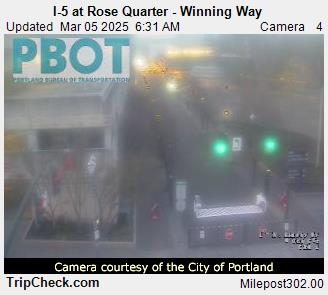 I-5 at Rose Quarter - Winning Way
Updated Mar 05 2025 6:31 AM Camera 4
PBOT
PORTLAND BUREAU OF TRANSPORTATION
Camera courtesy of the City of Portland
TripCheck.com Milepost302.00